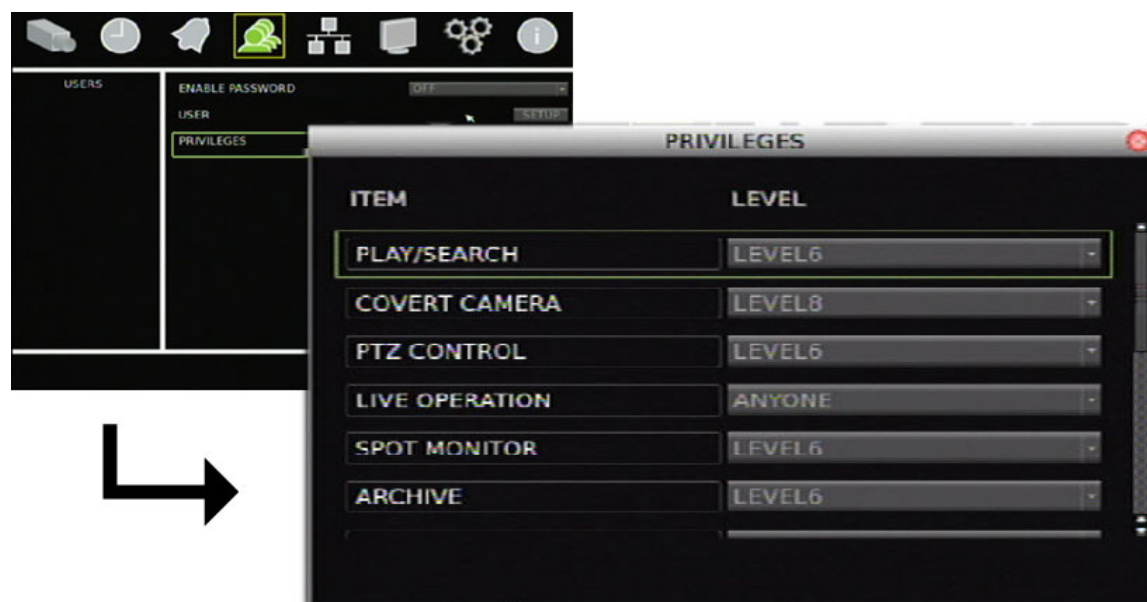 USERS
ENABLE PASSWORD OFF
USER SETUP
PRIVILEGES
PRIVILEGES
ITEM LEVEL
PLAY/SEARCH LEVEL6
COVERT CAMERA LEVEL8
PTZ CONTROL LEVEL6
LIVE OPERATION ANYONE
SPOT MONITOR LEVEL6
ARCHIVE LEVEL6